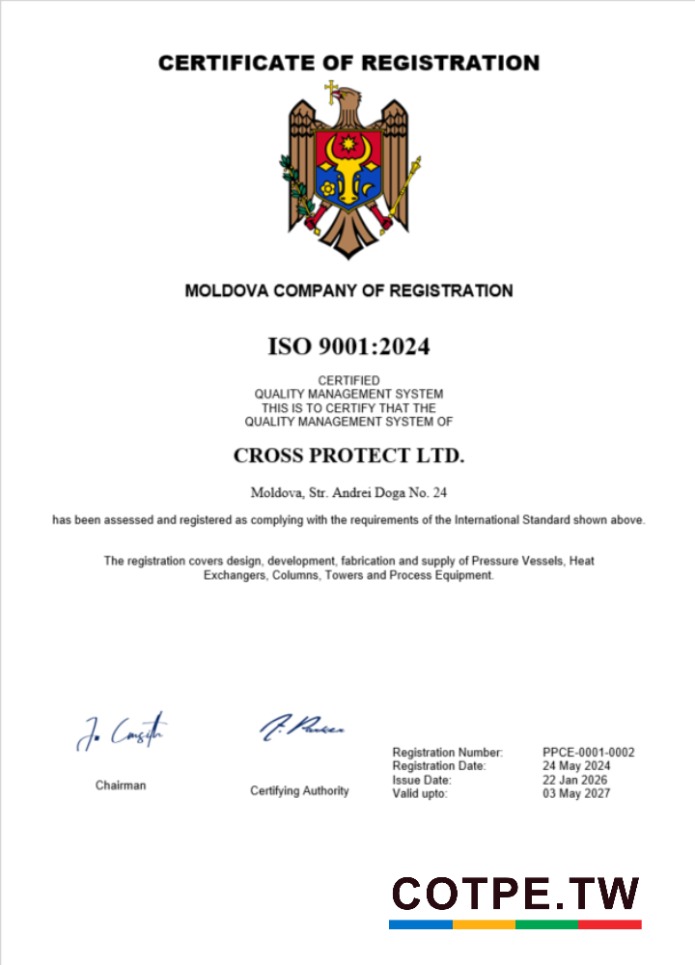 CERTIFICATE OF REGISTRATION
MOLDOVA COMPANY OF REGISTRATION
ISO 9001:2024
CERTIFIED
QUALITY MANAGEMENT SYSTEM
THIS IS TO CERTIFY THAT THE
QUALITY MANAGEMENT SYSTEM OF
CROSS PROTECT LTD.
Moldova, Str. Andrei Doga No. 24
has been assessed and registered as complying with the requirements of the International Standard shown above.
The registration covers design, development, fabrication and supply of Pressure Vessels, Heat
Exchangers, Columns, Towers and Process Equipment.
Chairman
Certifying Authority
Registration Number: PPCE-0001-0002
Registration Date: 24 May 2024
Issue Date: 22 Jan 2026
Valid upto: 03 May 2027
COTPE.TW